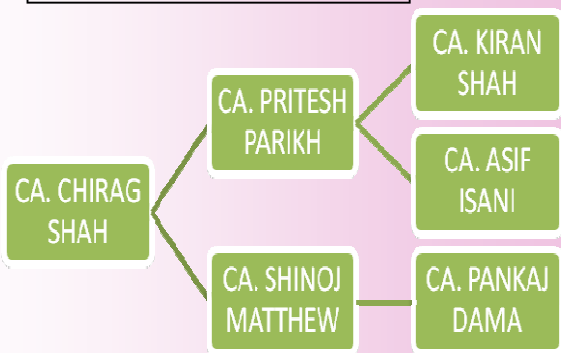 CA. CHIRAG
SHAH
CA. PRITESH
PARIKH
CA. SHINOJ
MATTHEW
CA. KIRAN
SHAH
CA. ASIF
ISANI
CA. PANKAJ
DAMA